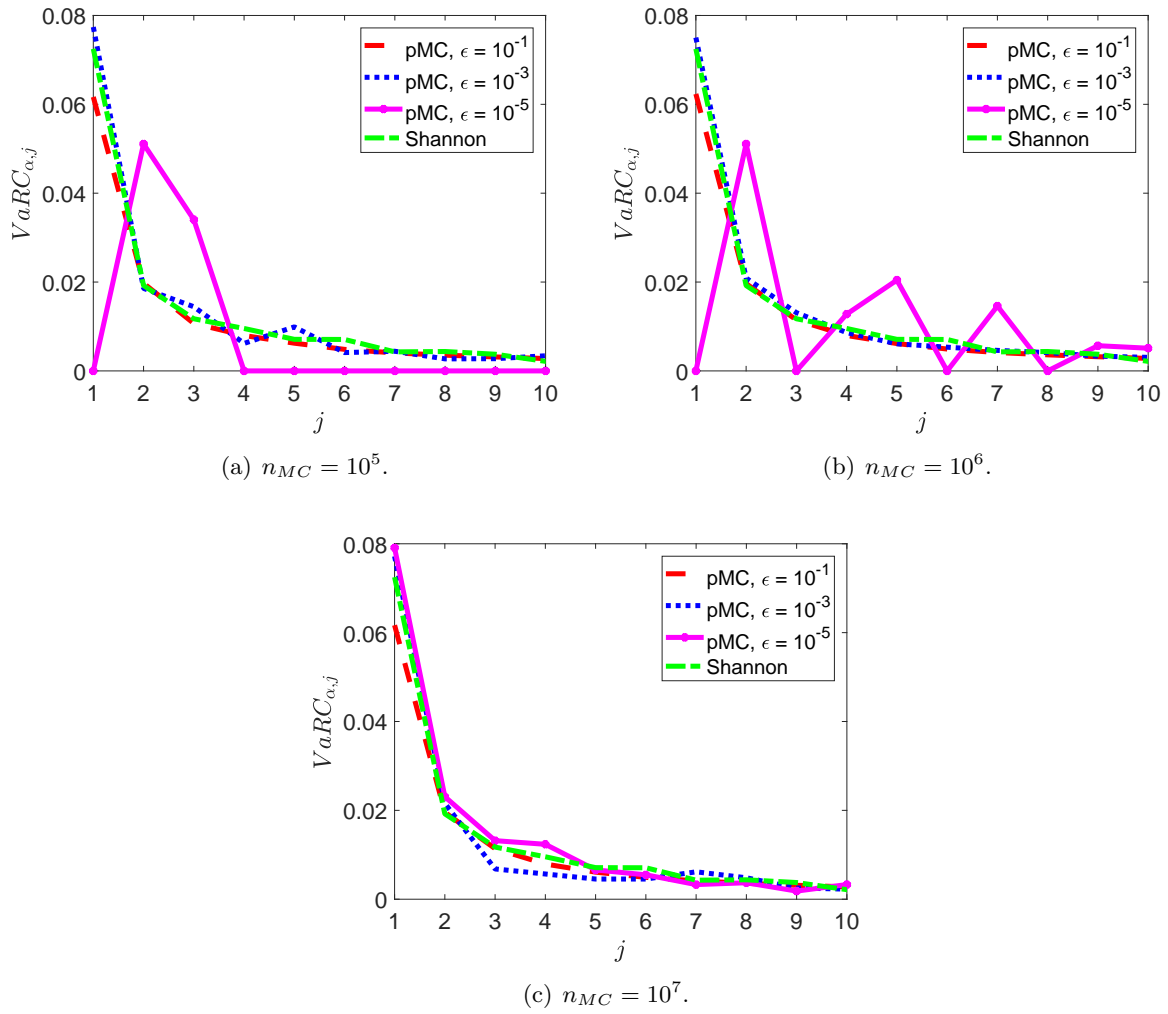 0.08
0.06
0.04
0.02
0
VaRC_{α,j}
pMC, ϵ = 10^{-1}
pMC, ϵ = 10^{-3}
pMC, ϵ = 10^{-5}
Shannon
1 2 3 4 5 6 7 8 9 10
j
(a) n_{MC} = 10^5.
0.08
0.06
0.04
0.02
0
VaRC_{α,j}
pMC, ϵ = 10^{-1}
pMC, ϵ = 10^{-3}
pMC, ϵ = 10^{-5}
Shannon
1 2 3 4 5 6 7 8 9 10
j
(b) n_{MC} = 10^6.
0.08
0.06
0.04
0.02
0
VaRC_{α,j}
pMC, ϵ = 10^{-1}
pMC, ϵ = 10^{-3}
pMC, ϵ = 10^{-5}
Shannon
1 2 3 4 5 6 7 8 9 10
j
(c) n_{MC} = 10^7.